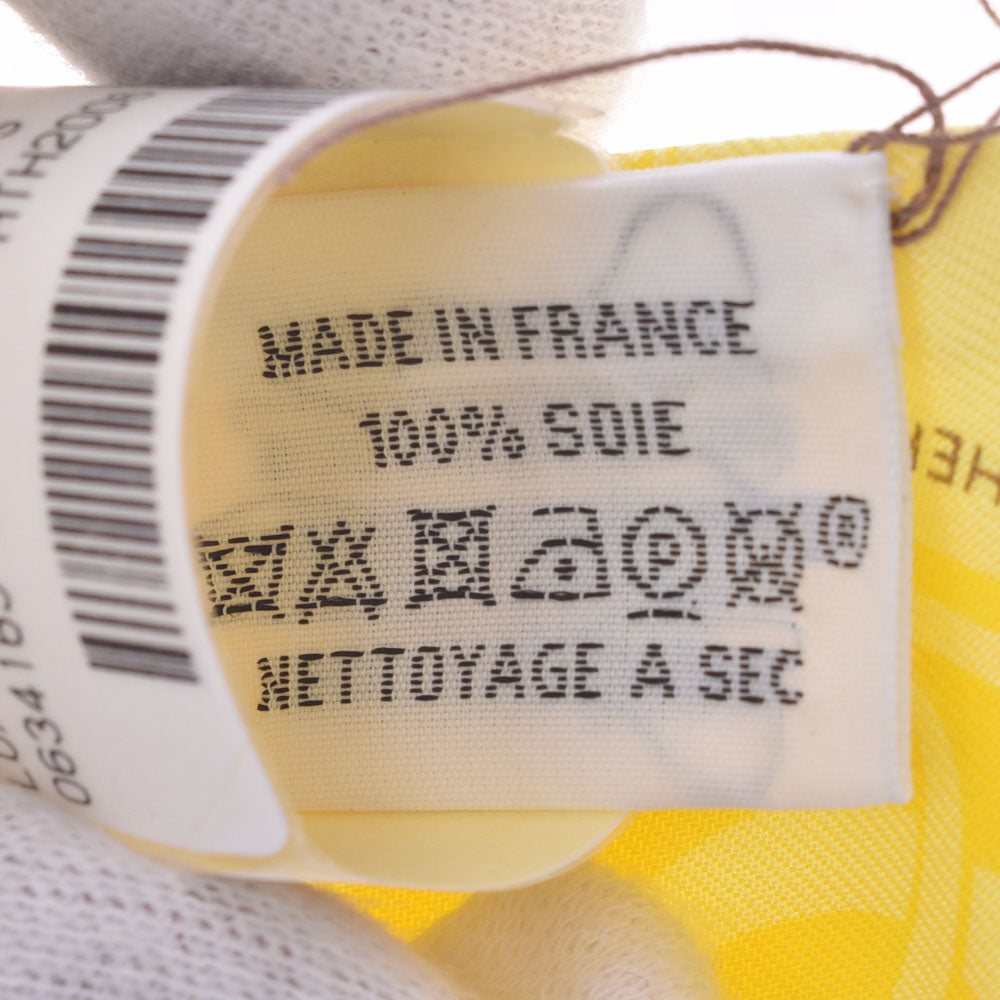 MADE IN FRANCE
100% SOIE
P
®
NETTOYAGE A SEC